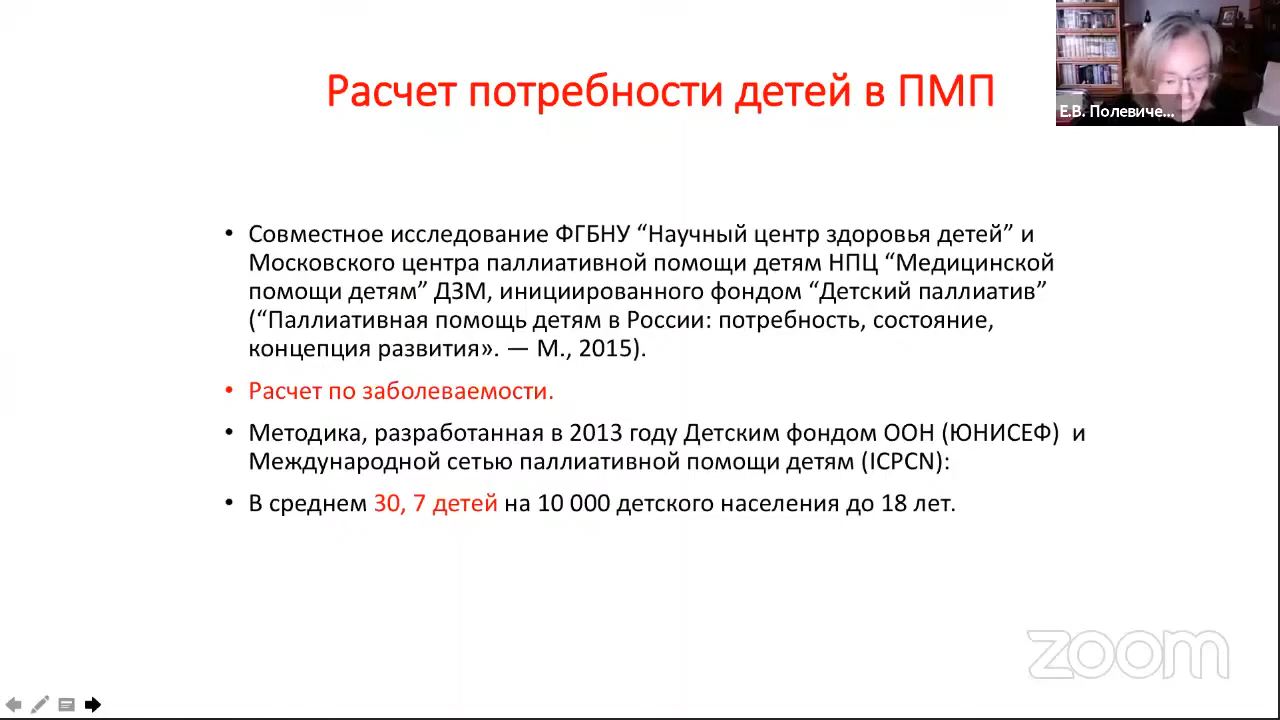 Расчет потребности детей в ПМП
Е.В. Полевиче...
• Совместное исследование ФГБНУ “Научный центр здоровья детей” и
Московского центра паллиативной помощи детям НПЦ “Медицинской
помощи детям” ДЗМ, инициированного фондом “Детский паллиатив”
(“Паллиативная помощь детям в России: потребность, состояние,
концепция развития». — М., 2015).
• Расчет по заболеваемости.
• Методика, разработанная в 2013 году Детским фондом ООН (ЮНИСЕФ) и
Международной сетью паллиативной помощи детям (ICPCN):
• В среднем 30, 7 детей на 10 000 детского населения до 18 лет.
zoom